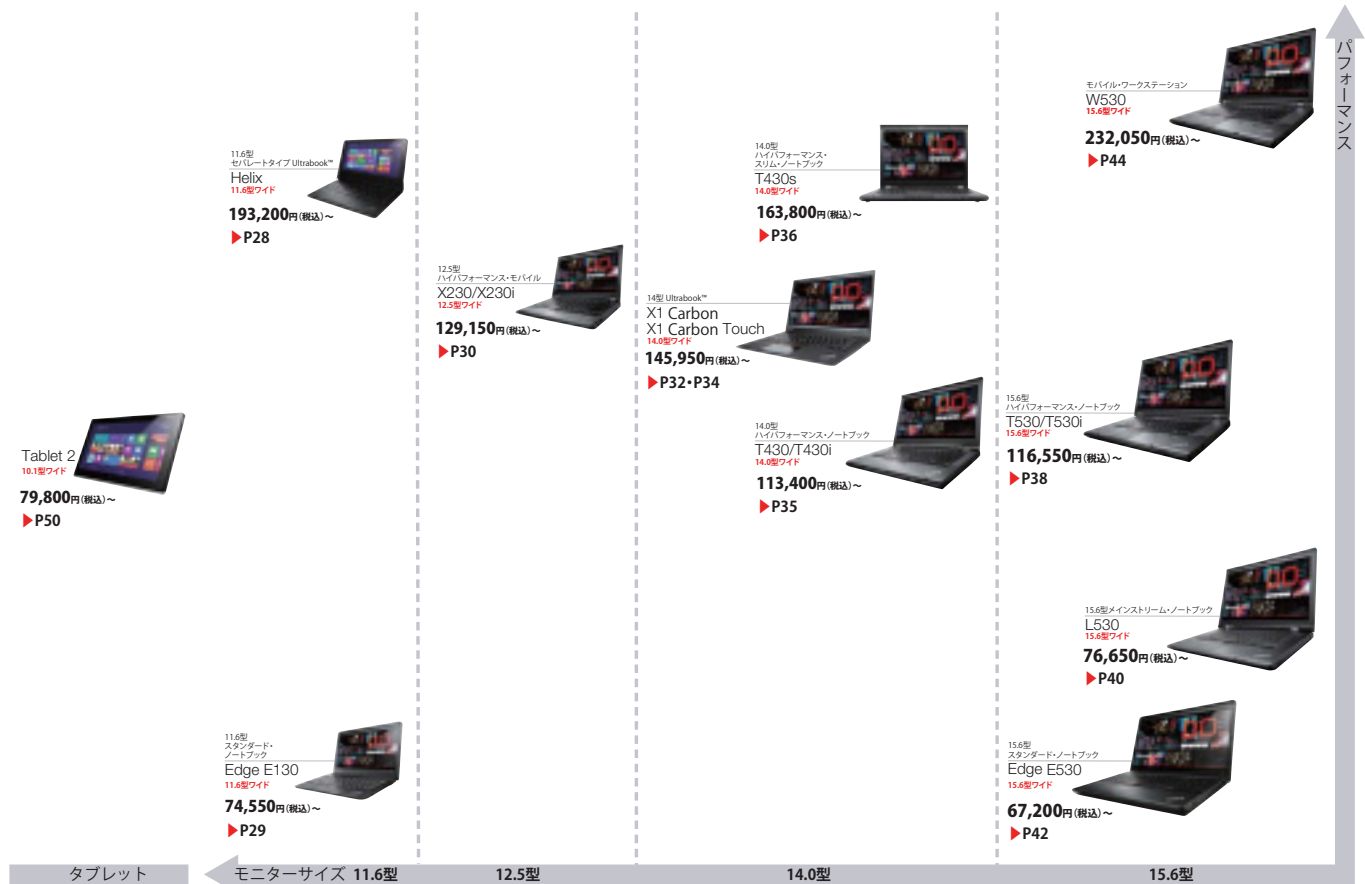 パフォーマンス
モバイル・ワークステーション
W530
15.6型ワイド
232,050円(税込)～
▶P44
11.6型
セパレートタイプ Ultrabook™
Helix
11.6型ワイド
193,200円(税込)～
▶P28
14.0型
ハイパフォーマンス・
スリム・ノートブック
T430s
14.0型ワイド
163,800円(税込)～
▶P36
12.5型
ハイパフォーマンス・モバイル
X230/X230i
12.5型ワイド
129,150円(税込)～
▶P30
14型 Ultrabook™
X1 Carbon
X1 Carbon Touch
14.0型ワイド
145,950円(税込)～
▶P32・P34
14.0型
ハイパフォーマンス・ノートブック
T430/T430i
14.0型ワイド
113,400円(税込)～
▶P35
15.6型
ハイパフォーマンス・ノートブック
T530/T530i
15.6型ワイド
116,550円(税込)～
▶P38
Tablet 2
10.1型ワイド
79,800円(税込)～
▶P50
15.6型メインストリーム・ノートブック
L530
15.6型ワイド
76,650円(税込)～
▶P40
11.6型
スタンダード・
ノートブック
Edge E130
11.6型ワイド
74,550円(税込)～
▶P29
15.6型
スタンダード・ノートブック
Edge E530
15.6型ワイド
67,200円(税込)～
▶P42
タブレット モニターサイズ 11.6型 12.5型 14.0型 15.6型